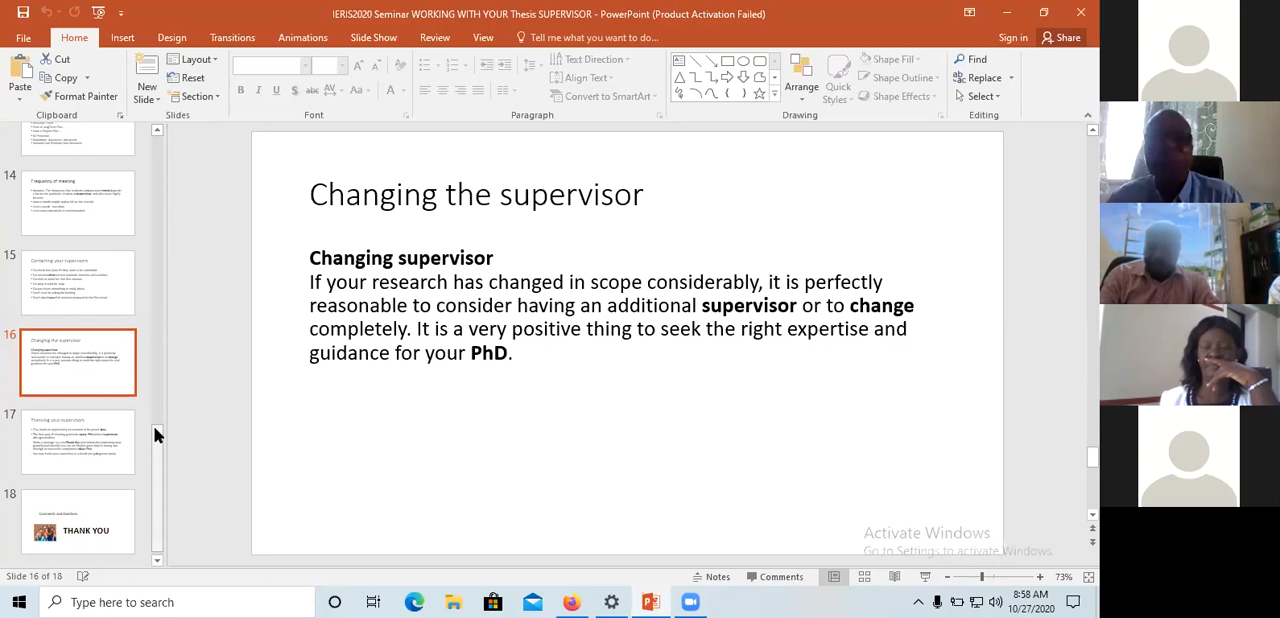 IERIS2020 Seminar WORKING WITH YOUR Thesis SUPERVISOR - PowerPoint (Product Activation Failed)
File Home Insert Design Transitions Animations Slide Show Review View Tell me what you want to do... Sign in Share
Paste
Cut
Copy
Format Painter
Clipboard
New Slide
Layout
Reset
Section
Slides
B I U S abc AV Aa A
Font
Text Direction
Align Text
Convert to SmartArt
Paragraph
Arrange
Quick Styles
Shape Fill
Shape Outline
Shape Effects
Drawing
Find
Replace
Select
Editing
14
Frequency of meeting
15
Contacting your supervisors
16
Changing the supervisor
17
Thanking your supervisors
18
Comments and Questions
THANK YOU
Changing the supervisor
Changing supervisor
If your research has changed in scope considerably, it is perfectly
reasonable to consider having an additional supervisor or to change
completely. It is a very positive thing to seek the right expertise and
guidance for your PhD.
Activate Windows
Go to Settings to activate Windows.
Slide 16 of 18
Notes Comments 73%
Type here to search
8:58 AM
10/27/2020